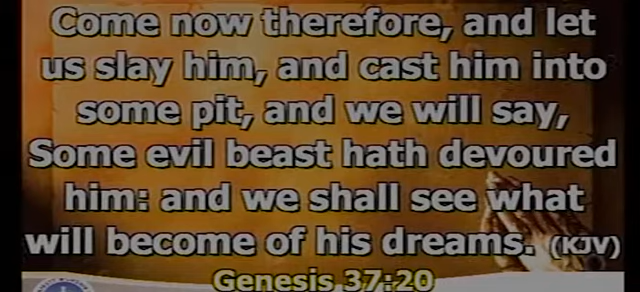 Come now therefore, and let
us slay him, and cast him into
some pit, and we will say,
Some evil beast hath devoured
him: and we shall see what
will become of his dreams. (KJV)
Genesis 37:20